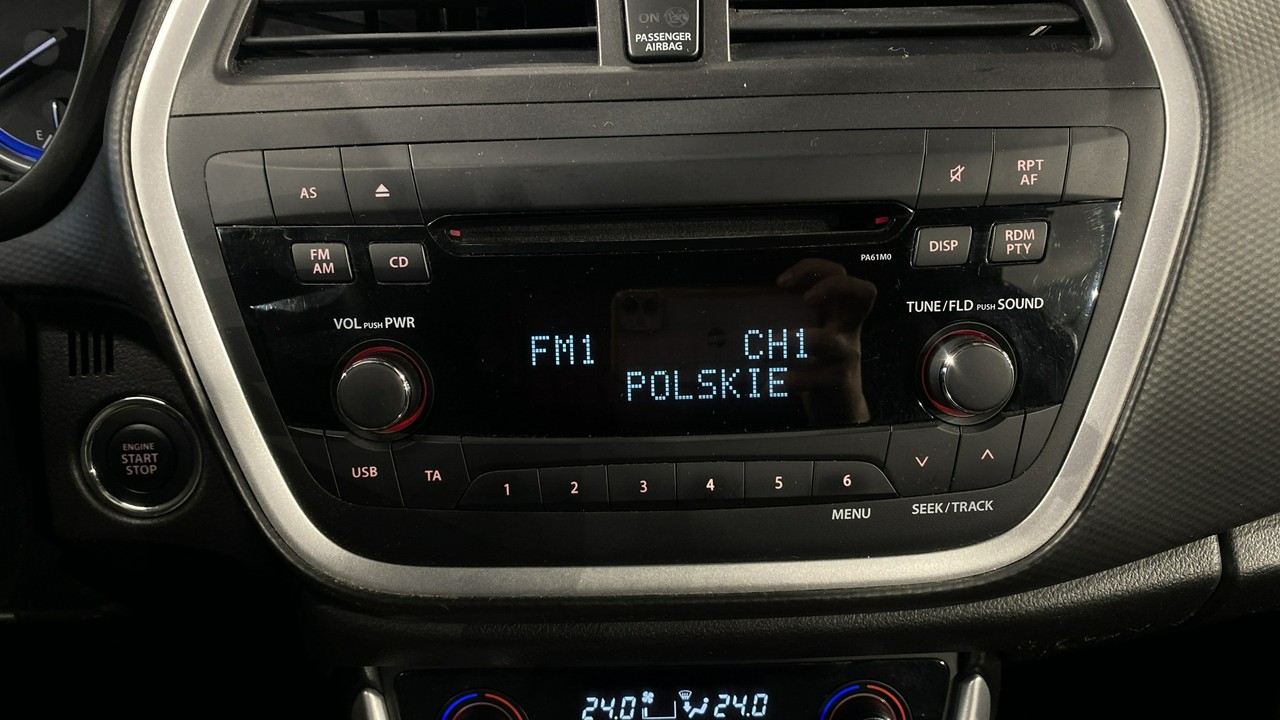 ON
PASSENGER
AIRBAG
E
AS
RPT
AF
FM
AM
CD
DISP
RDM
PTY
PA61M0
VOL PUSH PWR
TUNE/FLD PUSH SOUND
FM1 CH1
POLSKIE
ENGINE
START
STOP
USB
TA
1 2 3 4 5 6
MENU
SEEK/TRACK
24.0 24.0